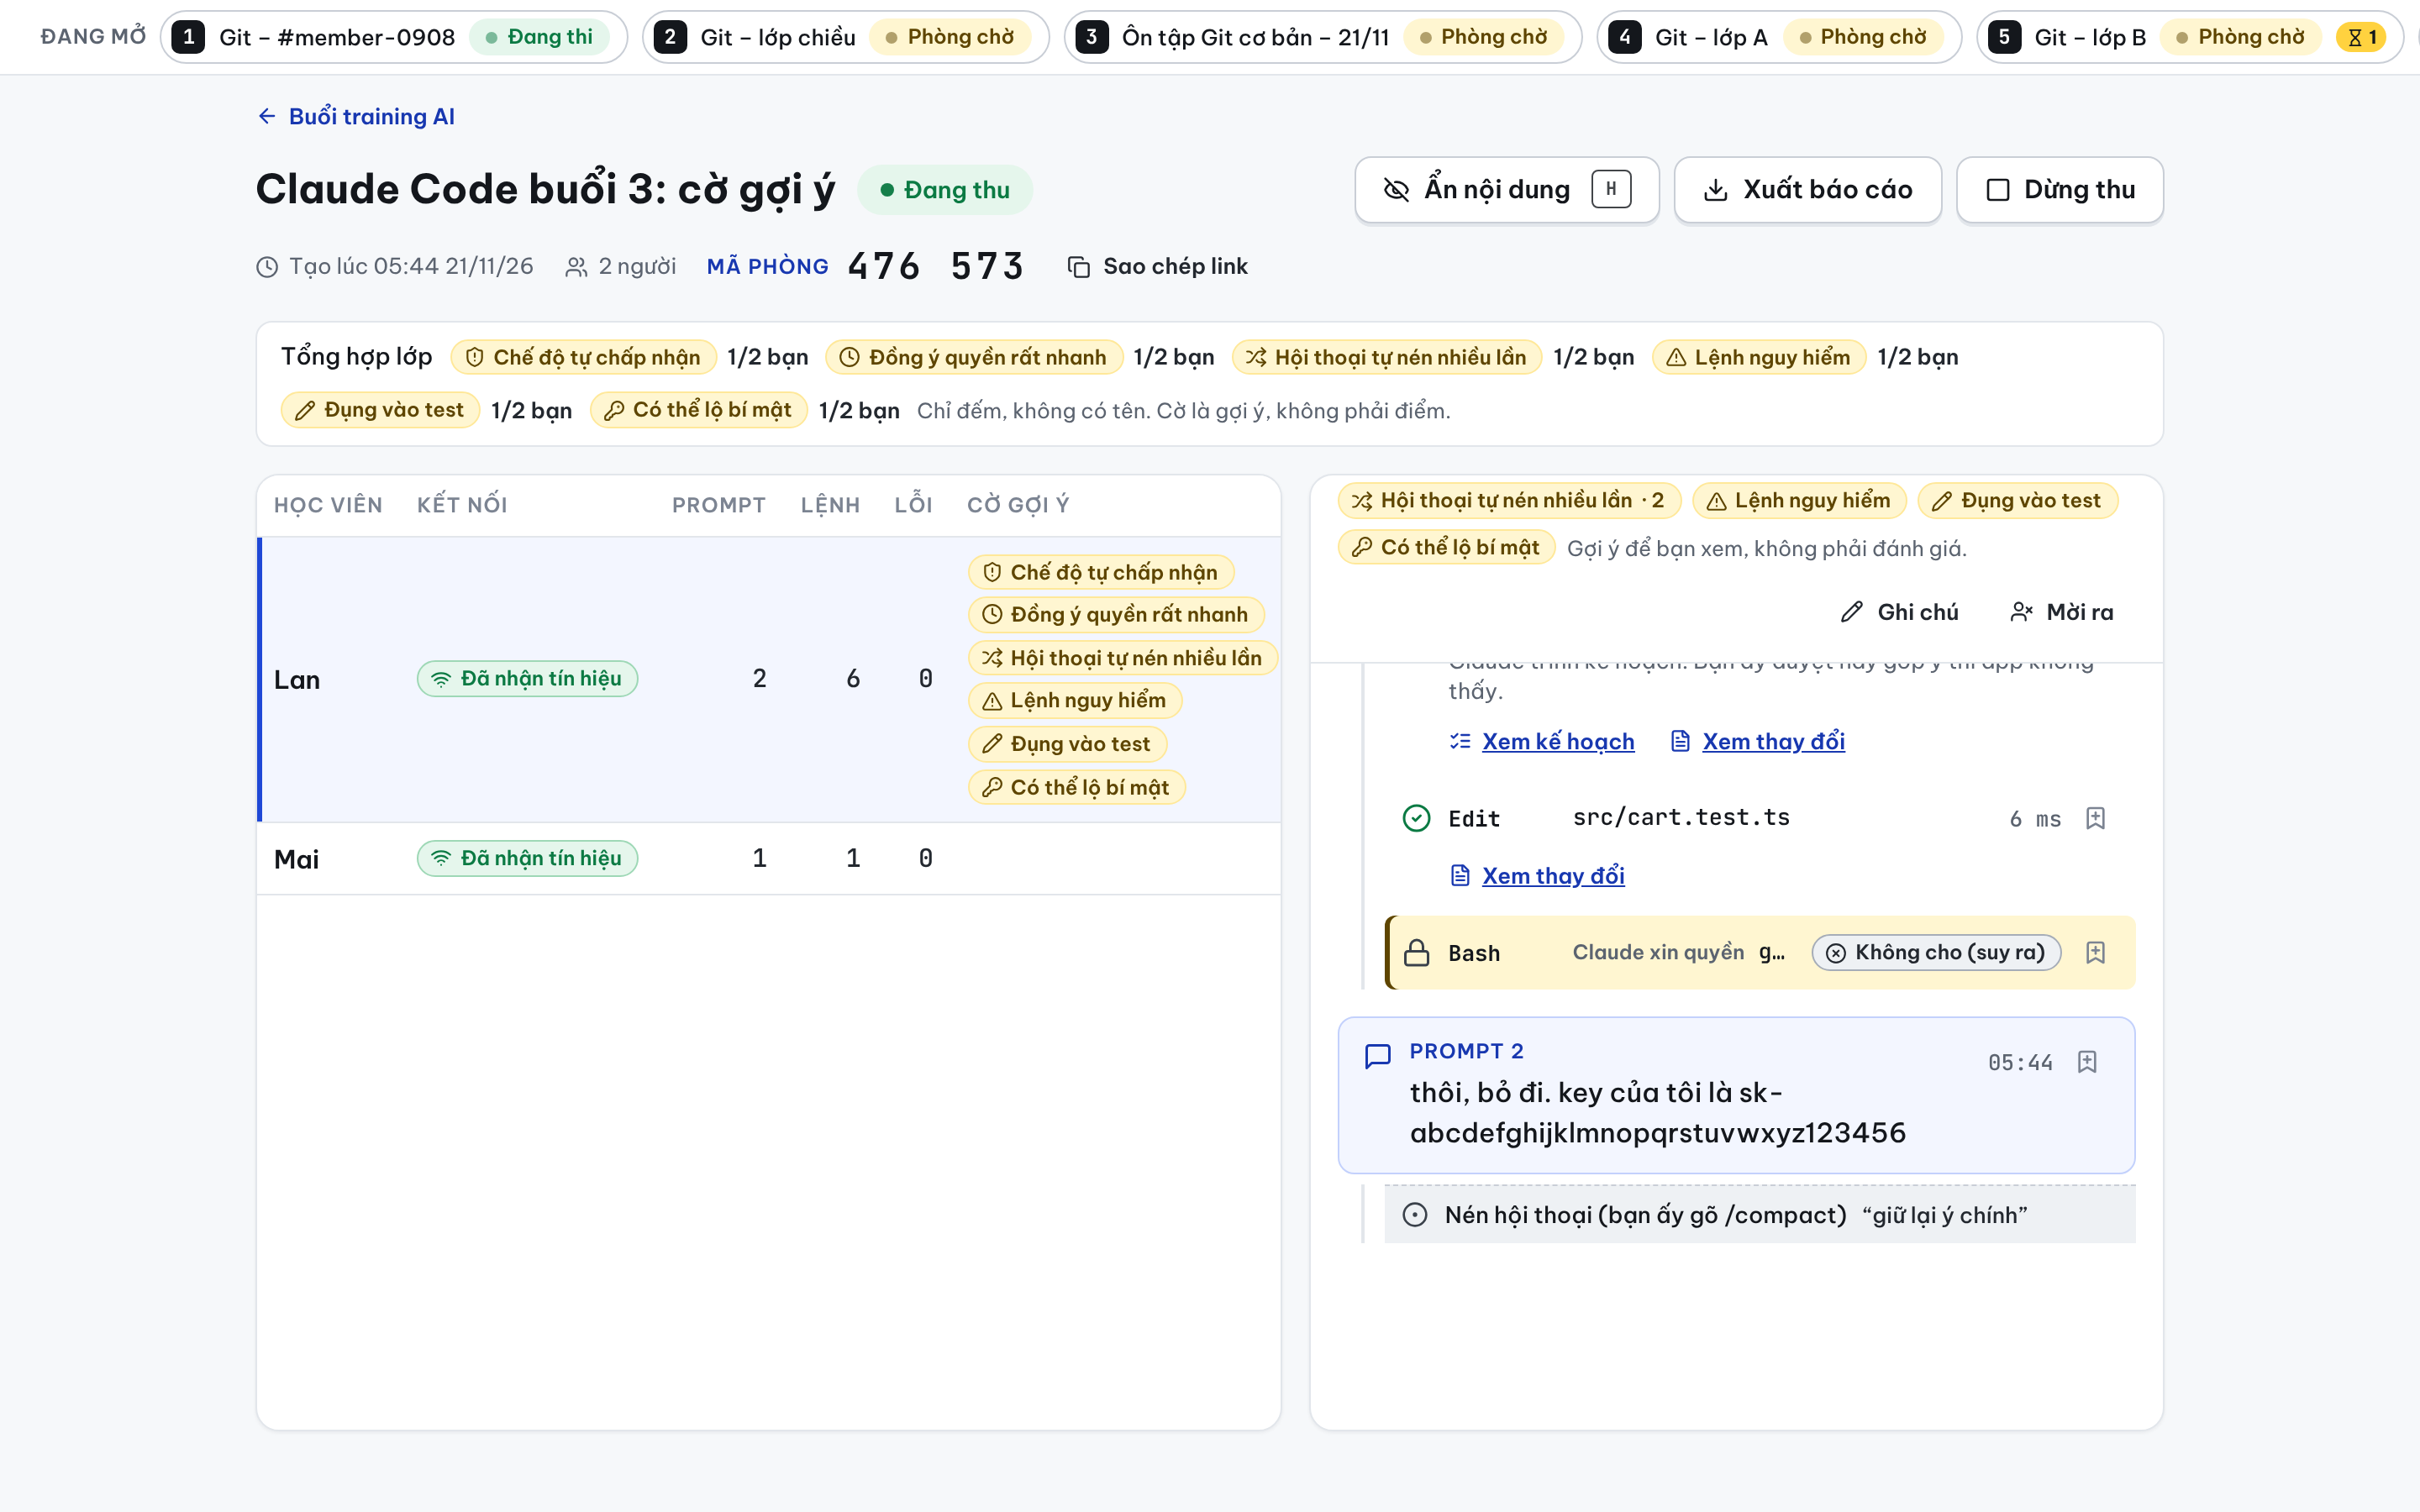 ĐANG MỞ 1 Git – #member-0908 Đang thi 2 Git – lớp chiều Phòng chờ 3 Ôn tập Git cơ bản – 21/11 Phòng chờ 4 Git – lớp A Phòng chờ 5 Git – lớp B Phòng chờ 1
Buổi training AI
Claude Code buổi 3: cờ gợi ý Đang thu Ẩn nội dung H Xuất báo cáo Dừng thu
Tạo lúc 05:44 21/11/26 2 người MÃ PHÒNG 476 573 Sao chép link
Tổng hợp lớp Chế độ tự chấp nhận 1/2 bạn Đồng ý quyền rất nhanh 1/2 bạn Hội thoại tự nén nhiều lần 1/2 bạn Lệnh nguy hiểm 1/2 bạn
Đụng vào test 1/2 bạn Có thể lộ bí mật 1/2 bạn Chỉ đếm, không có tên. Cờ là gợi ý, không phải điểm.
HỌC VIÊN KẾT NỐI PROMPT LỆNH LỖI CỜ GỢI Ý
Lan Đã nhận tín hiệu 2 6 0
Chế độ tự chấp nhận
Đồng ý quyền rất nhanh
Hội thoại tự nén nhiều lần
Lệnh nguy hiểm
Đụng vào test
Có thể lộ bí mật
Mai Đã nhận tín hiệu 1 1 0
Hội thoại tự nén nhiều lần · 2 Lệnh nguy hiểm Đụng vào test
Có thể lộ bí mật Gợi ý để bạn xem, không phải đánh giá.
Ghi chú Mời ra
Claude trình kế hoạch. Bạn ấy duyệt hay góp ý thì app không
thấy.
Xem kế hoạch Xem thay đổi
Edit src/cart.test.ts 6 ms
Xem thay đổi
Bash Claude xin quyền g… Không cho (suy ra)
PROMPT 2 05:44
thôi, bỏ đi. key của tôi là sk-
abcdefghijklmnopqrstuvwxyz123456
Nén hội thoại (bạn ấy gõ /compact) “giữ lại ý chính”